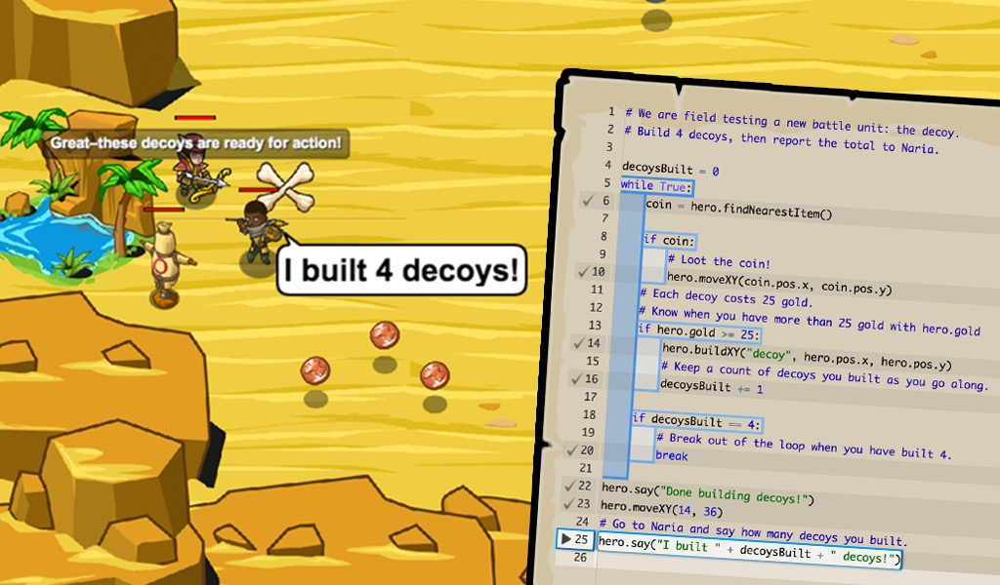 Great–these decoys are ready for action!
I built 4 decoys!
1 # We are field testing a new battle unit: the decoy.
2 # Build 4 decoys, then report the total to Naria.
3
4 decoysBuilt = 0
5 while True:
6 coin = hero.findNearestItem()
7
8 if coin:
9 # Loot the coin!
10 hero.moveXY(coin.pos.x, coin.pos.y)
11 # Each decoy costs 25 gold.
12 # Know when you have more than 25 gold with hero.gold
13 if hero.gold >= 25:
14 hero.buildXY("decoy", hero.pos.x, hero.pos.y)
15 # Keep a count of decoys you built as you go along.
16 decoysBuilt += 1
17
18 if decoysBuilt == 4:
19 # Break out of the loop when you have built 4.
20 break
21
22 hero.say("Done building decoys!")
23 hero.moveXY(14, 36)
24 # Go to Naria and say how many decoys you built.
25 hero.say("I built " + decoysBuilt + " decoys!")
26